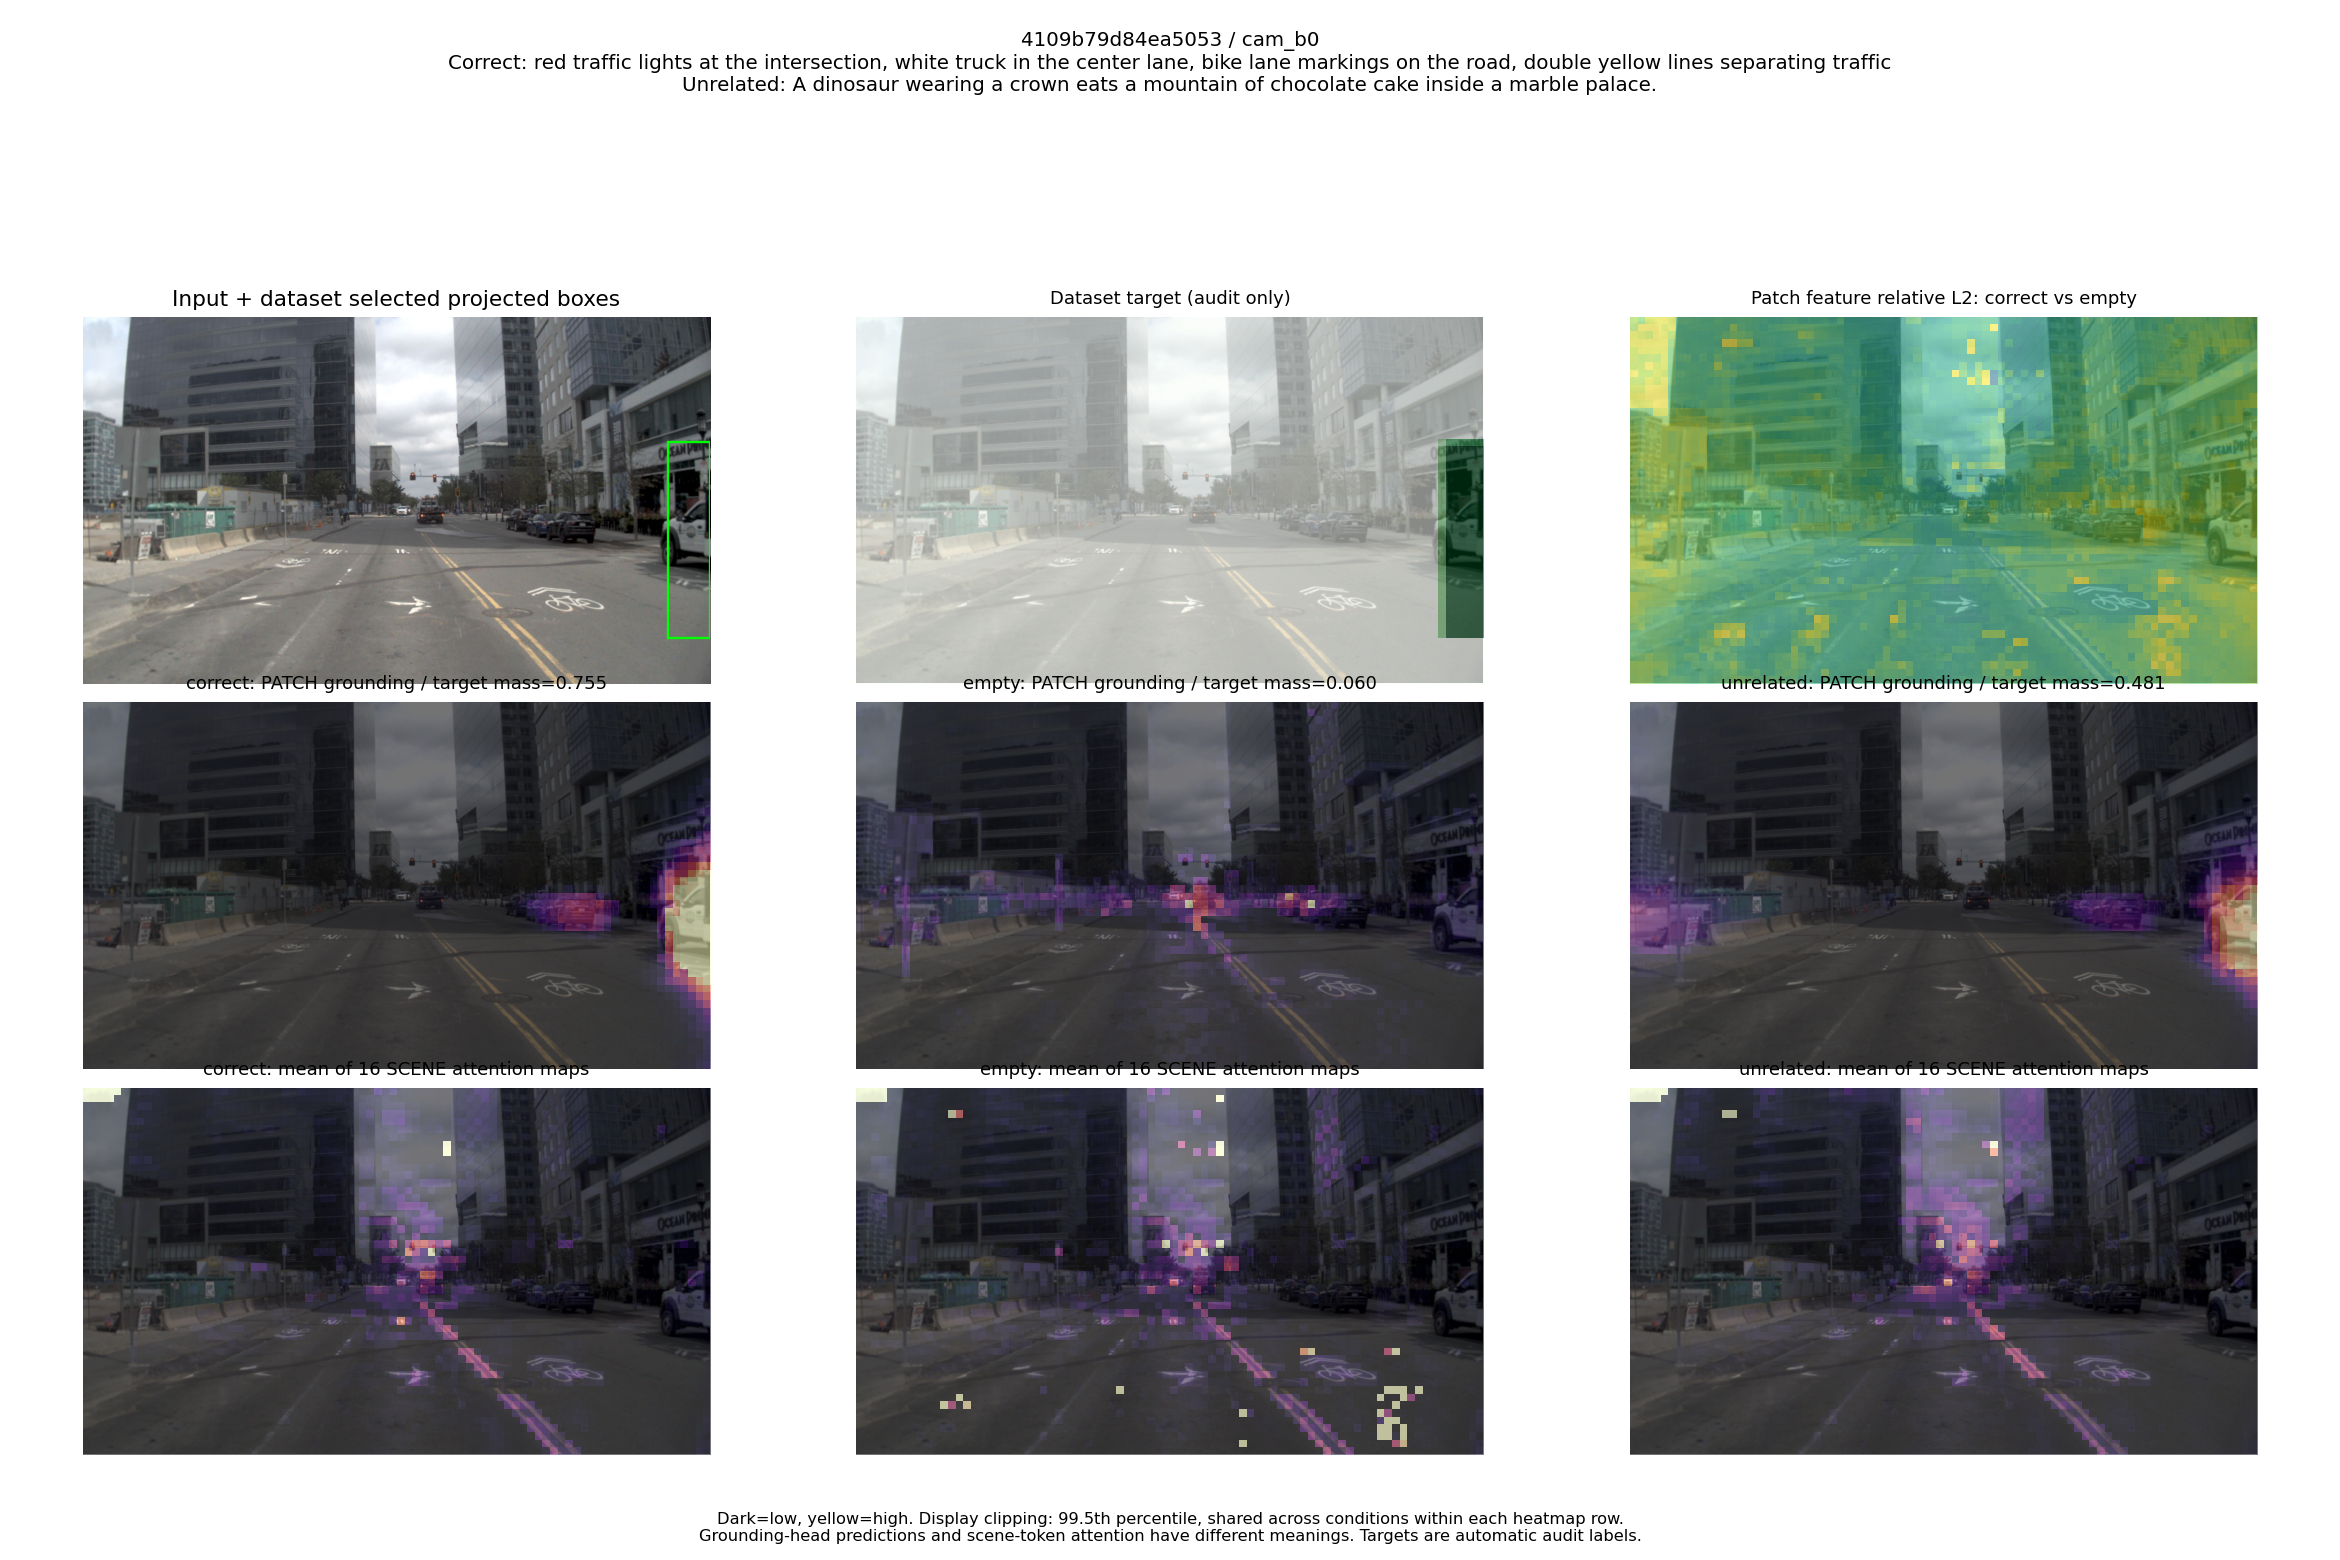 4109b79d84ea5053 / cam_b0
Correct: red traffic lights at the intersection, white truck in the center lane, bike lane markings on the road, double yellow lines separating traffic
Unrelated: A dinosaur wearing a crown eats a mountain of chocolate cake inside a marble palace.
Input + dataset selected projected boxes
Dataset target (audit only)
Patch feature relative L2: correct vs empty
correct: PATCH grounding / target mass=0.755
empty: PATCH grounding / target mass=0.060
unrelated: PATCH grounding / target mass=0.481
correct: mean of 16 SCENE attention maps
empty: mean of 16 SCENE attention maps
unrelated: mean of 16 SCENE attention maps
Dark=low, yellow=high. Display clipping: 99.5th percentile, shared across conditions within each heatmap row.
Grounding-head predictions and scene-token attention have different meanings. Targets are automatic audit labels.